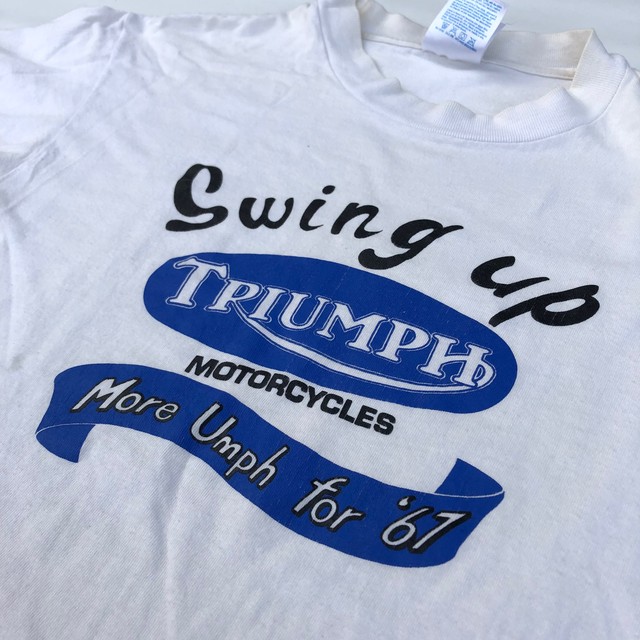 Swing up
TRIUMPH
MOTORCYCLES
More Umph for '67